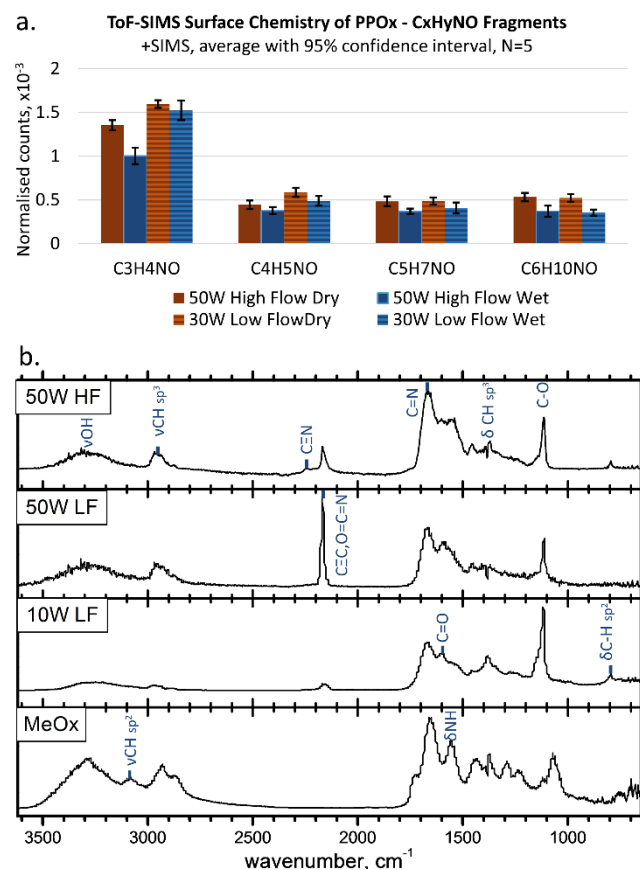 a.
ToF-SIMS Surface Chemistry of PPOx - CxHyNO Fragments
+SIMS, average with 95% confidence interval, N=5
Normalised counts, x10-3
2
1.5
1
0.5
0
C3H4NO C4H5NO C5H7NO C6H10NO
50W High Flow Dry 50W High Flow Wet
30W Low FlowDry 30W Low Flow Wet
b.
50W HF
νOH
νCH sp3
CΞN
C=N
δ CH sp3
C-O
50W LF
CΞC,O=C=N-
10W LF
C=O
δC-H sp2
MeOx
νCH sp2
δNH
3500 3000 2500 2000 1500 1000
wavenumber, cm-1